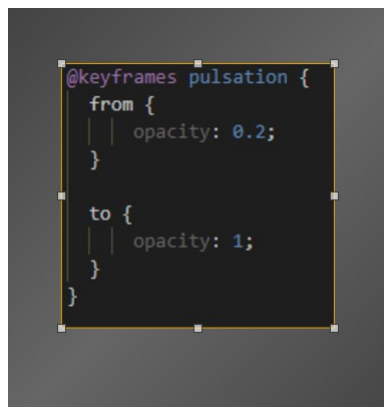 @keyframes pulsation {
from {
opacity: 0.2;
}
to {
opacity: 1;
}
}